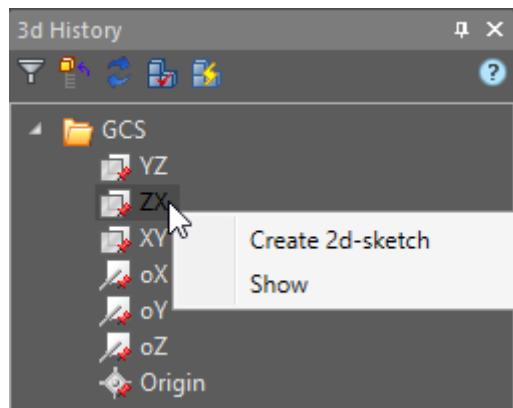 3d History
GCS
YZ
ZX
XY
Create 2d-sketch
oX
Show
oY
oZ
Origin